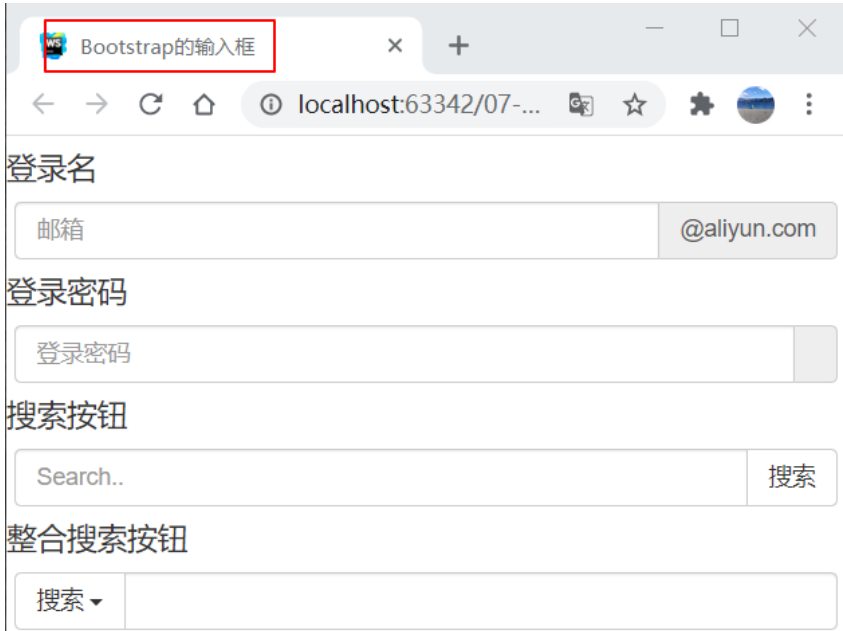 WS Bootstrap的输入框
localhost:63342/07-...
登录名
邮箱 @aliyun.com
登录密码
登录密码
搜索按钮
Search.. 搜索
整合搜索按钮
搜索